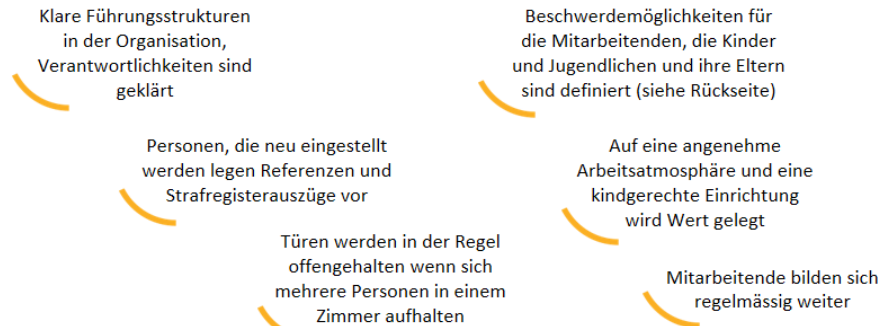 Klare Führungsstrukturen
in der Organisation,
Verantwortlichkeiten sind
geklärt
Beschwerdemöglichkeiten für
die Mitarbeitenden, die Kinder
und Jugendlichen und ihre Eltern
sind definiert (siehe Rückseite)
Personen, die neu eingestellt
werden legen Referenzen und
Strafregisterauszüge vor
Auf eine angenehme
Arbeitsatmosphäre und eine
kindgerechte Einrichtung
wird Wert gelegt
Türen werden in der Regel
offengehalten wenn sich
mehrere Personen in einem
Zimmer aufhalten
Mitarbeitende bilden sich
regelmässig weiter